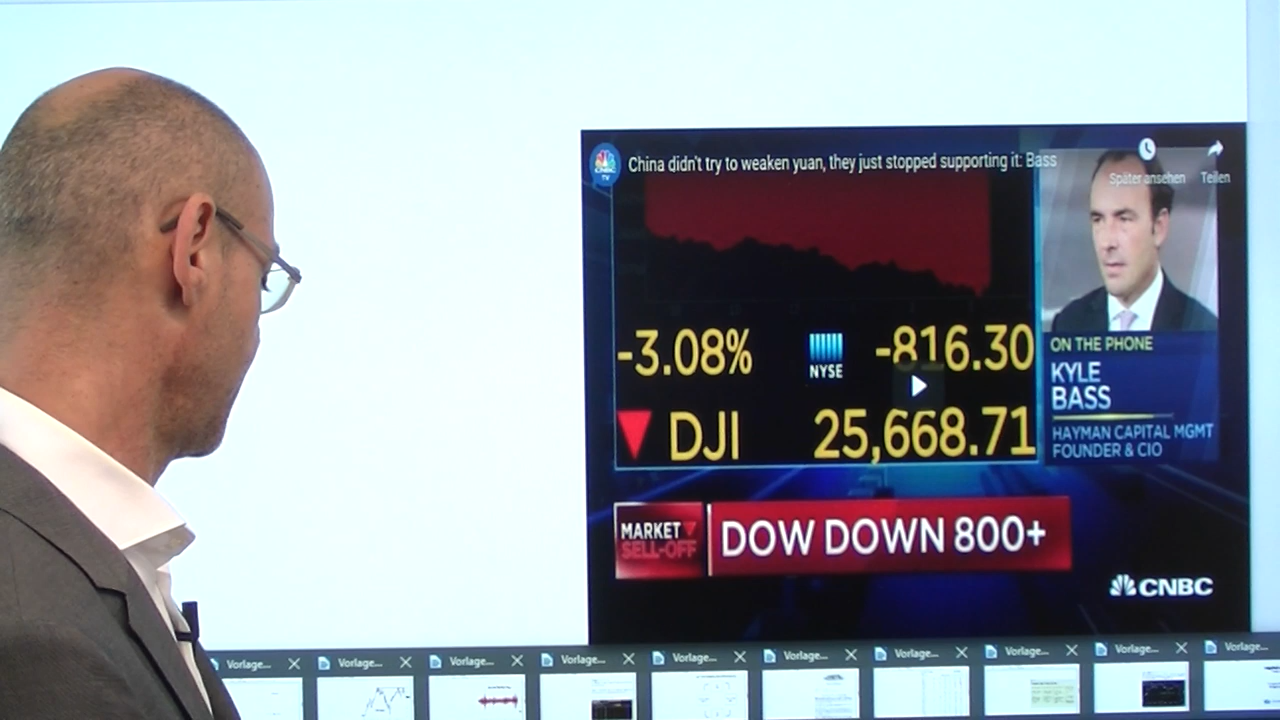 China didn't try to weaken yuan, they just stopped supporting it: Bass
CNBC
TV
Später ansehen
Teilen
-3.08%
NYSE
-816.30
DJI
25,668.71
ON THE PHONE
KYLE
BASS
HAYMAN CAPITAL MGMT
FOUNDER & CIO
MARKET
SELL-OFF
DOW DOWN 800+
CNBC
Vorlage...
Vorlage...
Vorlage...
Vorlage...
Vorlage...
Vorlage...
Vorlage...
Vorlage...
Vorlage...
Vorlage...